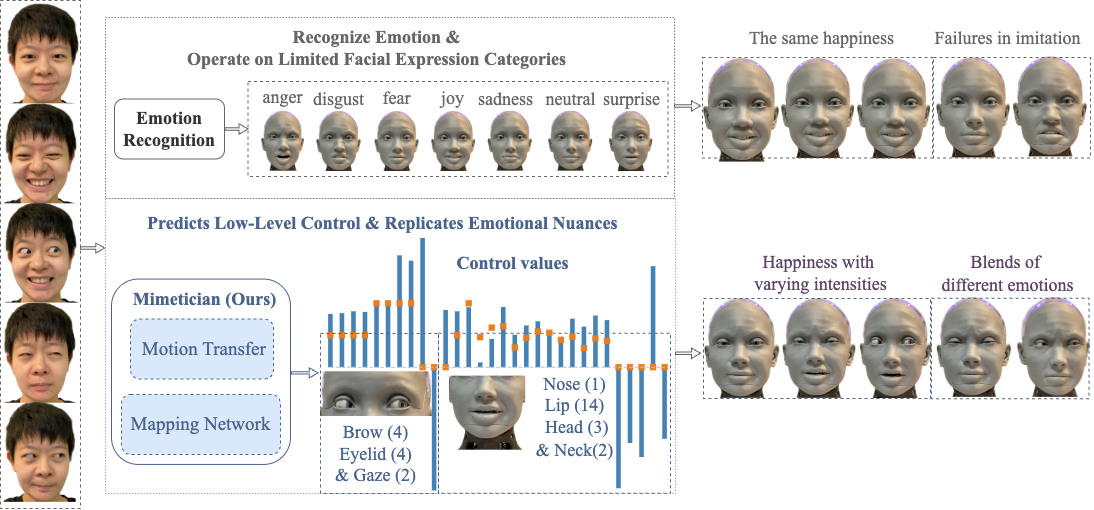 Recognize Emotion &
Operate on Limited Facial Expression Categories
Emotion
Recognition
anger disgust fear joy sadness neutral surprise
The same happiness
Failures in imitation
Predicts Low-Level Control & Replicates Emotional Nuances
Mimetician (Ours)
Motion Transfer
Mapping Network
Control values
Brow (4)
Eyelid (4)
& Gaze (2)
Nose (1)
Lip (14)
Head (3)
& Neck(2)
Happiness with
varying intensities
Blends of
different emotions